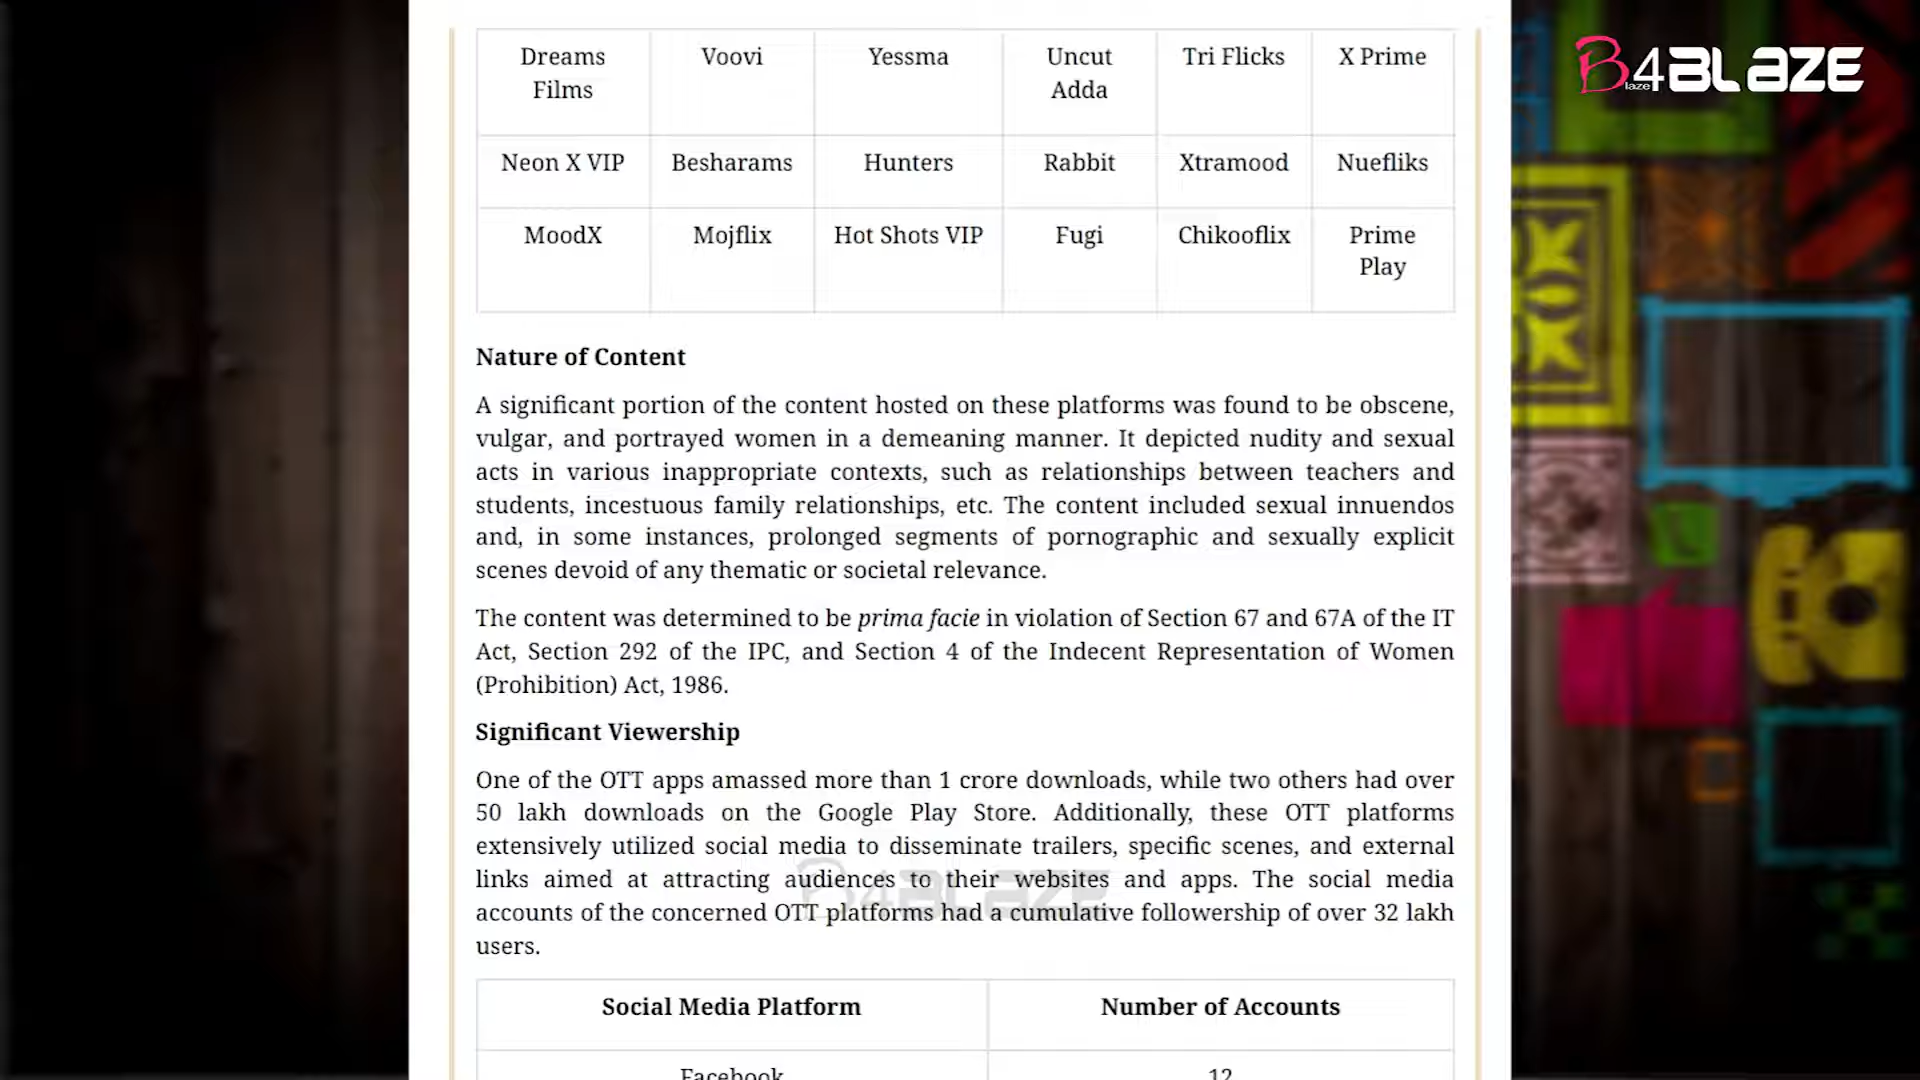 Dreams Films | Voovi | Yessma | Uncut Adda | Tri Flicks | X Prime
Neon X VIP | Besharams | Hunters | Rabbit | Xtramood | Nuefliks
MoodX | Mojflix | Hot Shots VIP | Fugi | Chikooflix | Prime Play
Nature of Content
A significant portion of the content hosted on these platforms was found to be obscene,
vulgar, and portrayed women in a demeaning manner. It depicted nudity and sexual
acts in various inappropriate contexts, such as relationships between teachers and
students, incestuous family relationships, etc. The content included sexual innuendos
and, in some instances, prolonged segments of pornographic and sexually explicit
scenes devoid of any thematic or societal relevance.
The content was determined to be prima facie in violation of Section 67 and 67A of the IT
Act, Section 292 of the IPC, and Section 4 of the Indecent Representation of Women
(Prohibition) Act, 1986.
Significant Viewership
One of the OTT apps amassed more than 1 crore downloads, while two others had over
50 lakh downloads on the Google Play Store. Additionally, these OTT platforms
extensively utilized social media to disseminate trailers, specific scenes, and external
links aimed at attracting audiences to their websites and apps. The social media
accounts of the concerned OTT platforms had a cumulative followership of over 32 lakh
users.
Social Media Platform | Number of Accounts
Facebook | 12
B4BLAZE
laze
B4BLAZE